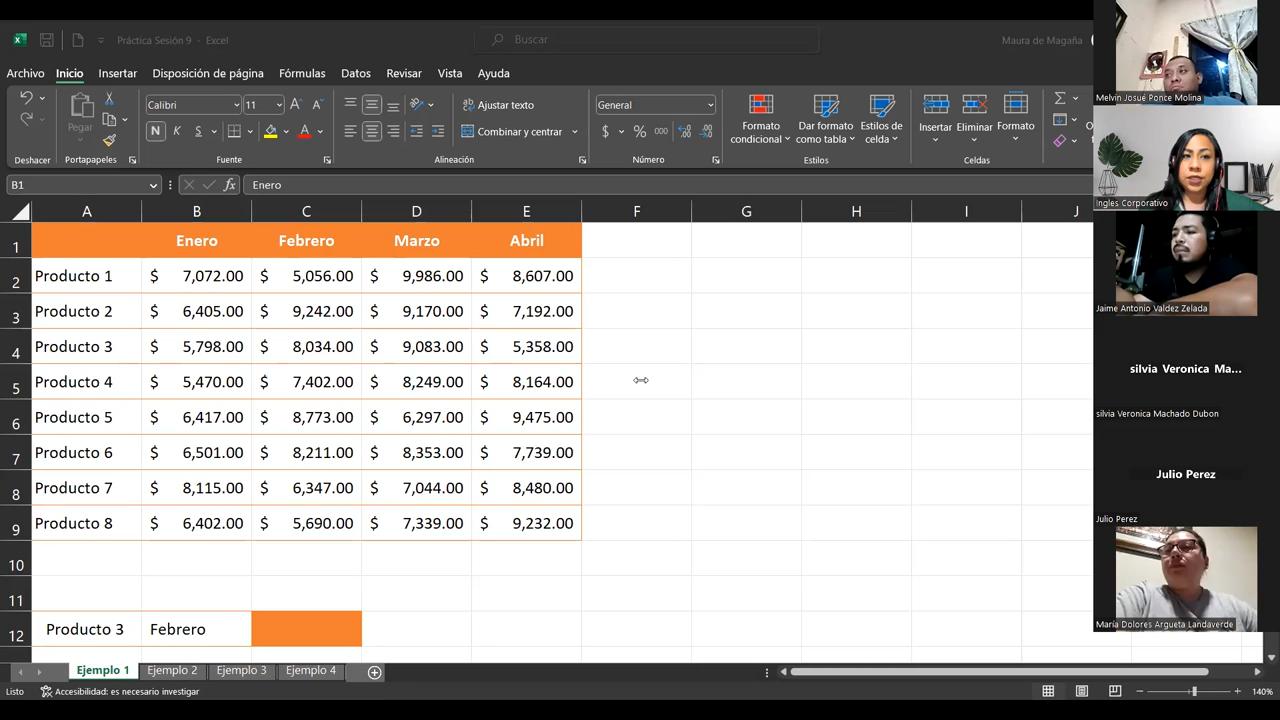 Práctica Sesión 9 - Excel
Buscar
Maura de Magaña
Archivo Inicio Insertar Disposición de página Fórmulas Datos Revisar Vista Ayuda
Pegar
Calibri 11
N K S
Ajustar texto
Combinar y centrar
General
$ % 000
Formato condicional
Dar formato como tabla
Estilos de celda
Insertar
Eliminar
Formato
Deshacer Portapapeles Fuente Alineación Número Estilos Celdas
B1 fx Enero
A B C D E F G H I J
1 Enero Febrero Marzo Abril
2 Producto 1 $ 7,072.00 $ 5,056.00 $ 9,986.00 $ 8,607.00
3 Producto 2 $ 6,405.00 $ 9,242.00 $ 9,170.00 $ 7,192.00
4 Producto 3 $ 5,798.00 $ 8,034.00 $ 9,083.00 $ 5,358.00
5 Producto 4 $ 5,470.00 $ 7,402.00 $ 8,249.00 $ 8,164.00
6 Producto 5 $ 6,417.00 $ 8,773.00 $ 6,297.00 $ 9,475.00
7 Producto 6 $ 6,501.00 $ 8,211.00 $ 8,353.00 $ 7,739.00
8 Producto 7 $ 8,115.00 $ 6,347.00 $ 7,044.00 $ 8,480.00
9 Producto 8 $ 6,402.00 $ 5,690.00 $ 7,339.00 $ 9,232.00
10
11
12 Producto 3 Febrero
Ejemplo 1 Ejemplo 2 Ejemplo 3 Ejemplo 4
Listo Accesibilidad: es necesario investigar 140%
Melvin Josué Ponce Molina
Ingles Corporativo
Jaime Antonio Valdez Zelada
silvia Veronica Ma...
silvia Veronica Machado Dubon
Julio Perez
Julio Perez
María Dolores Argueta Landaverde